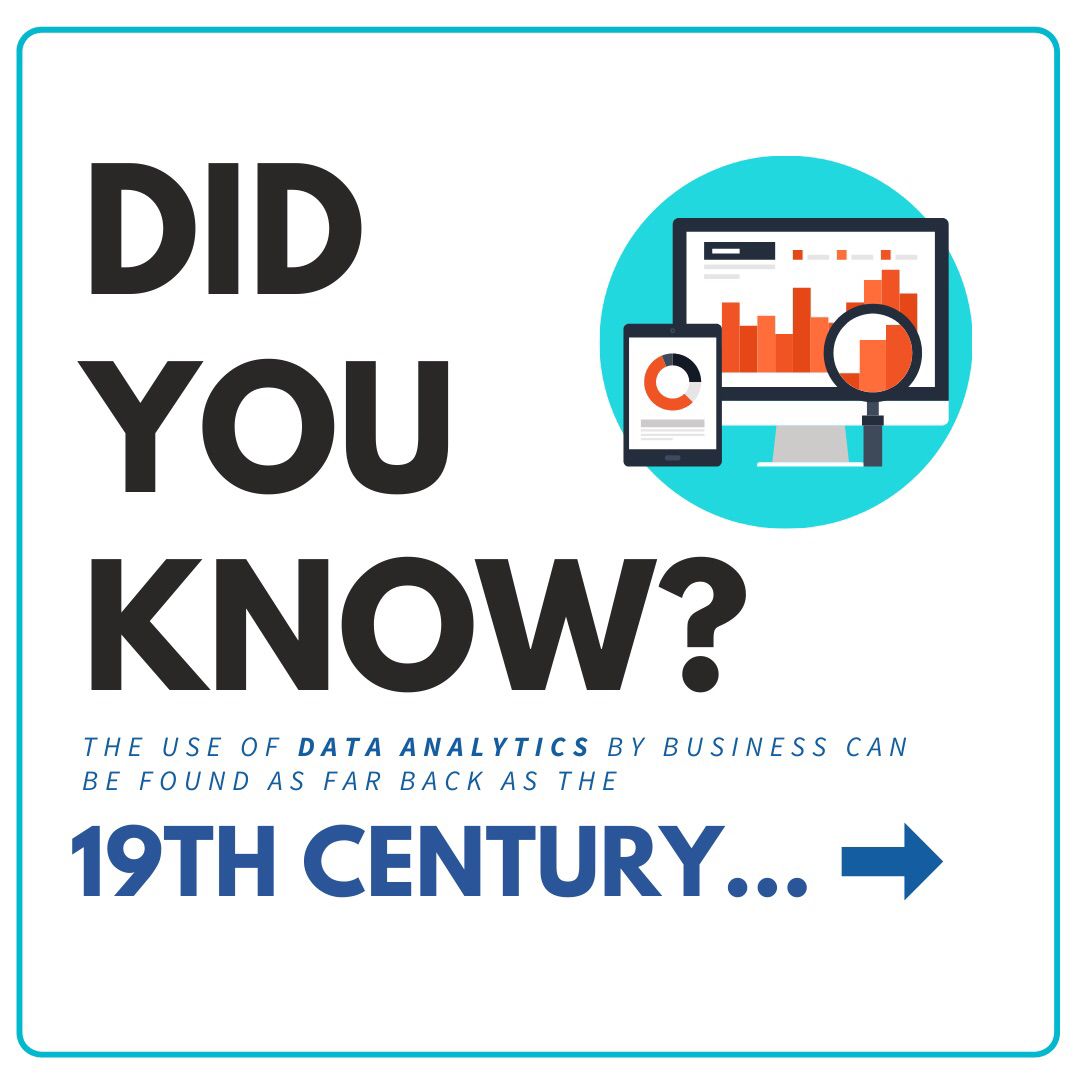 DID
YOU
KNOW?
THE USE OF DATA ANALYTICS BY BUSINESS CAN
BE FOUND AS FAR BACK AS THE
19TH CENTURY...